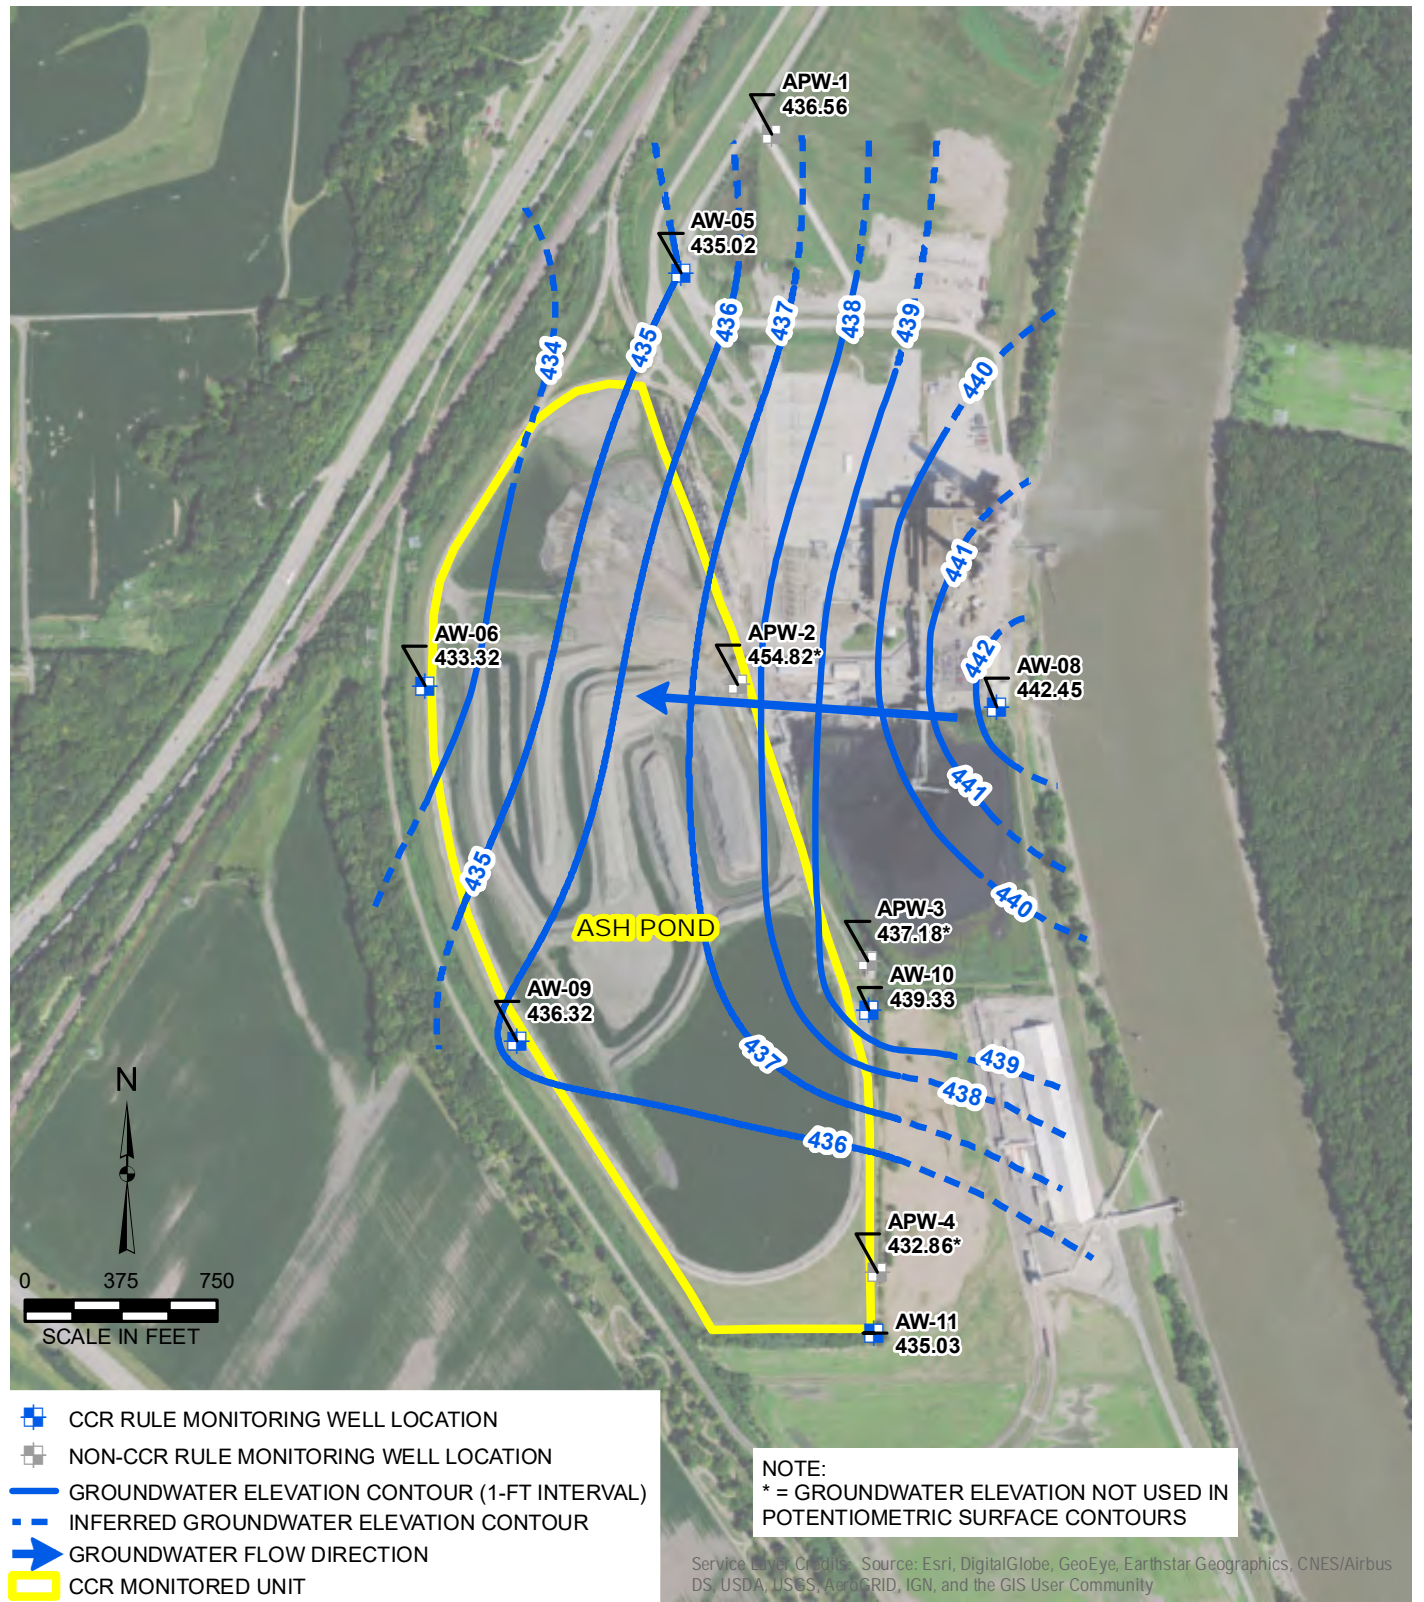 APW-1
436.56
AW-05
435.02
434
435
436
437
438
439
440
441
442
AW-06
433.32
APW-2
454.82*
AW-08
442.45
441
435
440
APW-3
437.18*
ASH POND
AW-10
439.33
AW-09
436.32
437
439
438
436
N
APW-4
432.86*
0 375 750
SCALE IN FEET
AW-11
435.03
CCR RULE MONITORING WELL LOCATION
NON-CCR RULE MONITORING WELL LOCATION
GROUNDWATER ELEVATION CONTOUR (1-FT INTERVAL)
INFERRED GROUNDWATER ELEVATION CONTOUR
GROUNDWATER FLOW DIRECTION
CCR MONITORED UNIT
NOTE:
* = GROUNDWATER ELEVATION NOT USED IN
POTENTIOMETRIC SURFACE CONTOURS
Service Layer Credits: Source: Esri, DigitalGlobe, GeoEye, Earthstar Geographics, CNES/Airbus
DS, USDA, USGS, AeroGRID, IGN, and the GIS User Community